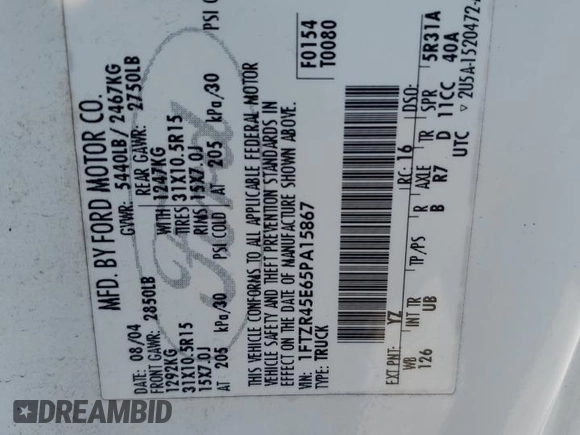 MFD. BY FORD MOTOR CO.
DATE: 08/04 GVWR: 5440LB/ 2467KG
FRONT GAWR: 2850LB REAR GAWR: 2750LB
1292KG WITH 1247KG
31X10.5R15 TIRES 31X10.5R15
15X7.0J RIMS 15X7.0J
AT 205 kPa/30 PSI COLD AT 205 kPa/30 PSI C
Ford
THIS VEHICLE CONFORMS TO ALL APPLICABLE FEDERAL MOTOR
VEHICLE SAFETY AND THEFT PREVENTION STANDARDS IN
EFFECT ON THE DATE OF MANUFACTURE SHOWN ABOVE.
VIN: 1FTZR45E65PA15867 F0154
TYPE: TRUCK T0080
EXT PNT: YZ RC: 16 DSO:
WB INT TR TP/PS R AXLE TR SPR 5R31A
126 UB B R7 D 11CC 40A
UTC ▽ 2U5A-1520472-
DREAMBID